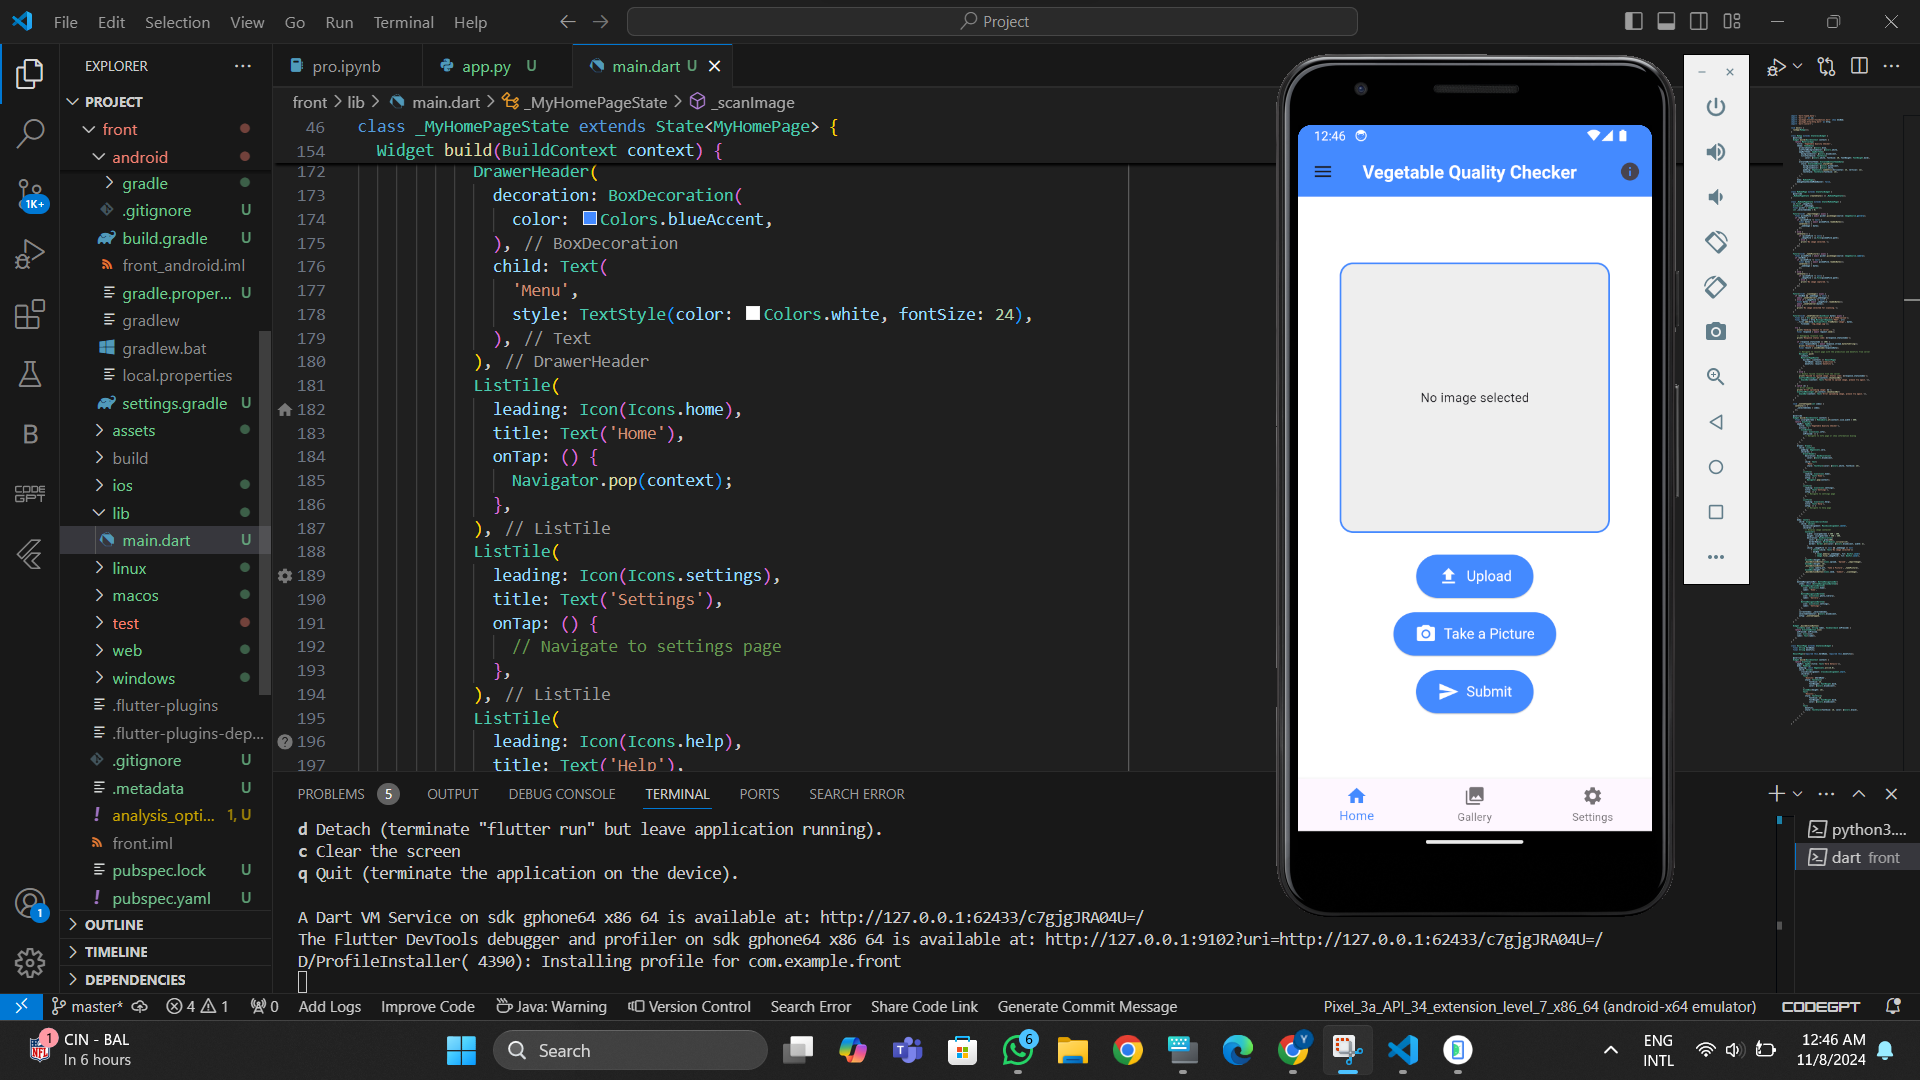 File Edit Selection View Go Run Terminal Help
Project
EXPLORER
PROJECT
front
android
gradle
.gitignore U
build.gradle U
front_android.iml
gradle.proper... U
gradlew
gradlew.bat
local.properties
settings.gradle U
assets
build
ios
lib
main.dart U
linux
macos
test
web
windows
.flutter-plugins
.flutter-plugins-dep...
.gitignore U
.metadata U
analysis_opti... 1, U
front.iml
pubspec.lock U
pubspec.yaml U
OUTLINE
TIMELINE
DEPENDENCIES
1K+
B
CODE
GPT
1
pro.ipynb
app.py U
main.dart U
front > lib > main.dart > _MyHomePageState > _scanImage
46 class _MyHomePageState extends State<MyHomePage> {
154 Widget build(BuildContext context) {
172 DrawerHeader(
173 decoration: BoxDecoration(
174 color: Colors.blueAccent,
175 ), // BoxDecoration
176 child: Text(
177 'Menu',
178 style: TextStyle(color: Colors.white, fontSize: 24),
179 ), // Text
180 ), // DrawerHeader
181 ListTile(
182 leading: Icon(Icons.home),
183 title: Text('Home'),
184 onTap: () {
185 Navigator.pop(context);
186 },
187 ), // ListTile
188 ListTile(
189 leading: Icon(Icons.settings),
190 title: Text('Settings'),
191 onTap: () {
192 // Navigate to settings page
193 },
194 ), // ListTile
195 ListTile(
196 leading: Icon(Icons.help),
197 title: Text('Help'),
12:46
Vegetable Quality Checker
No image selected
Upload
Take a Picture
Submit
Home
Gallery
Settings
PROBLEMS 5 OUTPUT DEBUG CONSOLE TERMINAL PORTS SEARCH ERROR
d Detach (terminate "flutter run" but leave application running).
c Clear the screen
q Quit (terminate the application on the device).
A Dart VM Service on sdk gphone64 x86 64 is available at: http://127.0.0.1:62433/c7gjgJRA04U=/
The Flutter DevTools debugger and profiler on sdk gphone64 x86 64 is available at: http://127.0.0.1:9102?uri=http://127.0.0.1:62433/c7gjgJRA04U=/
D/ProfileInstaller( 4390): Installing profile for com.example.front
python3....
dart front
master* 4 1 0 Add Logs Improve Code Java: Warning Version Control Search Error Share Code Link Generate Commit Message
Pixel_3a_API_34_extension_level_7_x86_64 (android-x64 emulator) CODEGPT
1
CIN - BAL
In 6 hours
Search
6
Y
ENG
INTL
12:46 AM
11/8/2024